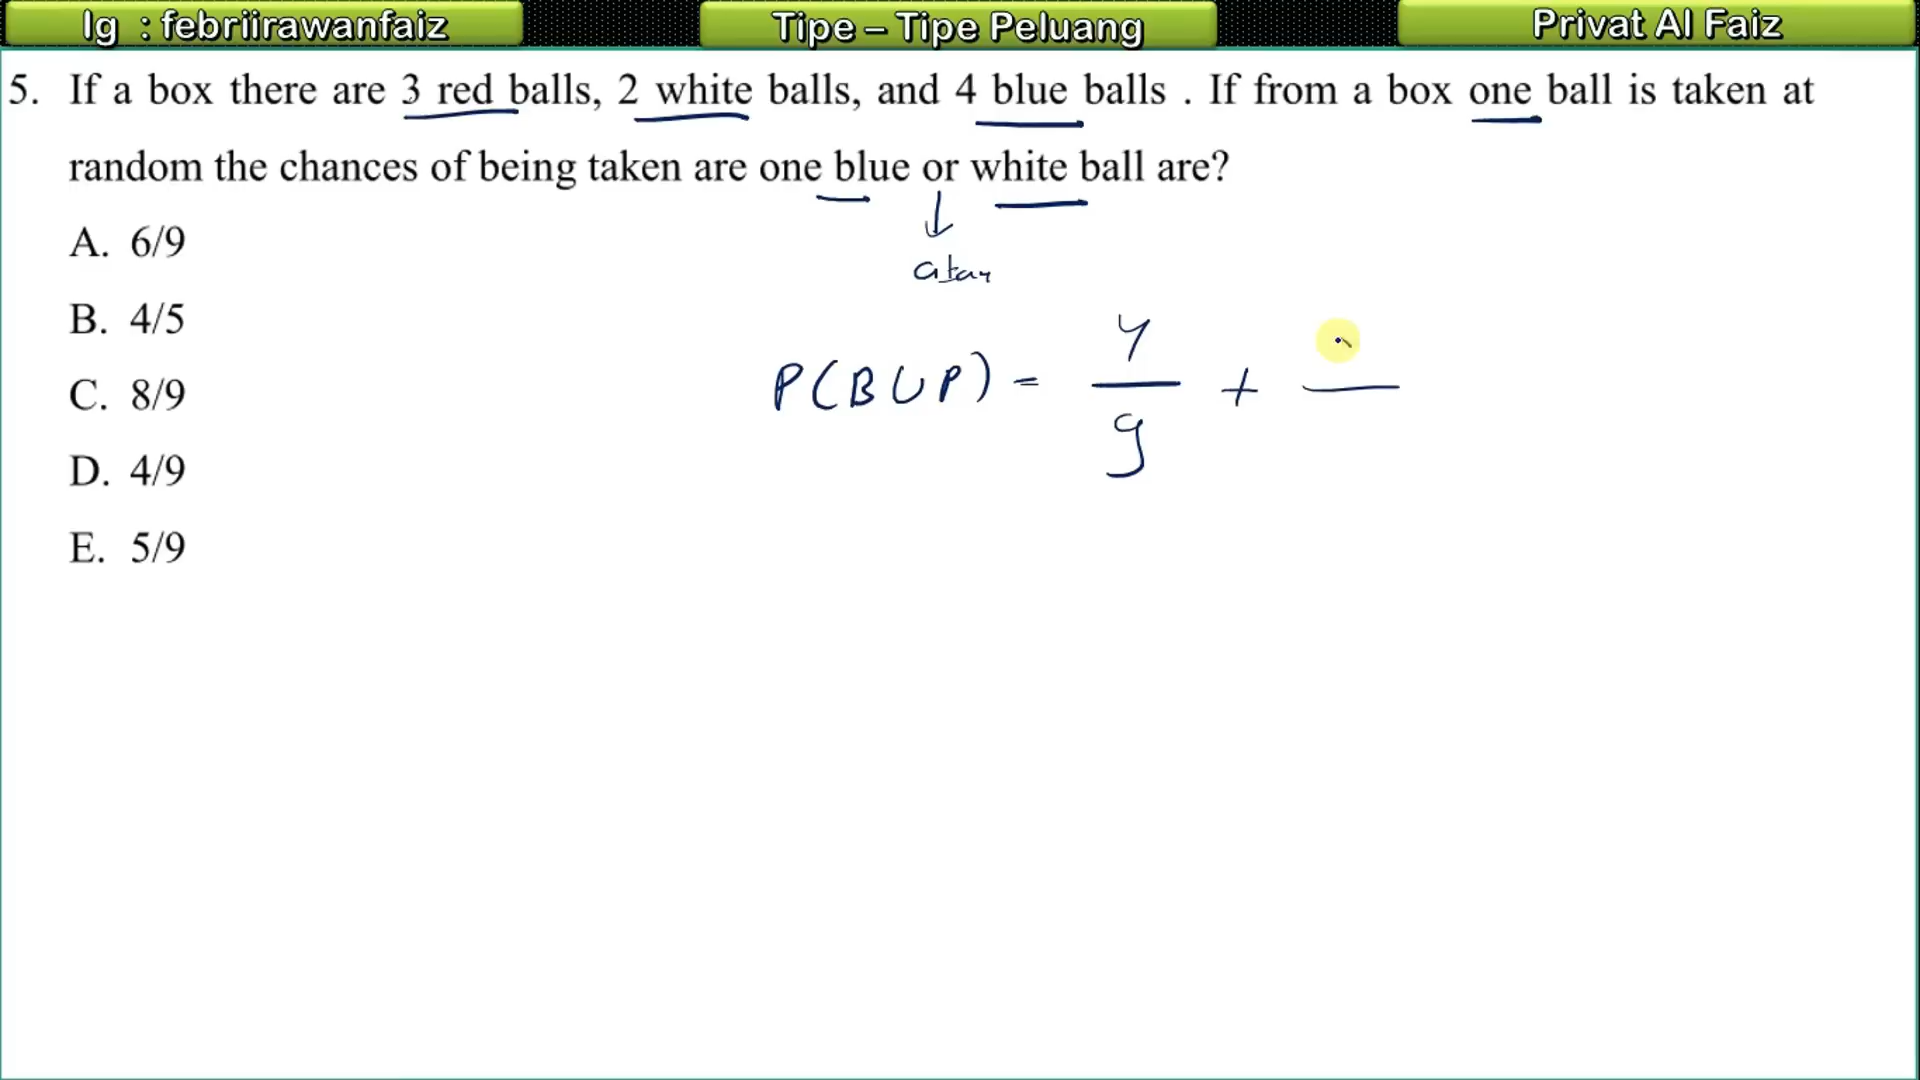 Ig : febriirawanfaiz
Tipe – Tipe Peluang
Privat Al Faiz
5. If a box there are 3 red balls, 2 white balls, and 4 blue balls . If from a box one ball is taken at
random the chances of being taken are one blue or white ball are?
atau
A. 6/9
B. 4/5
C. 8/9
D. 4/9
E. 5/9
P(B∪P) = 4/9 +